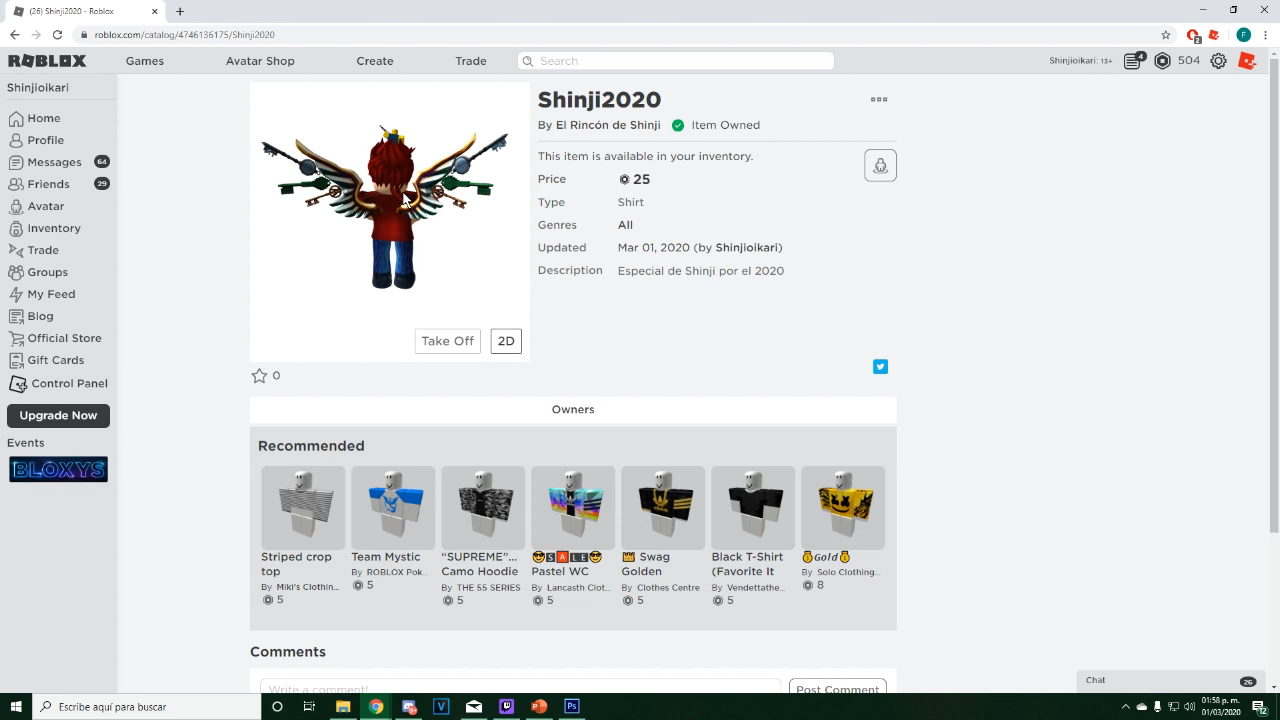 (26) Shinji2020 - Roblox
roblox.com/catalog/4746136175/Shinji2020
2
F
ROBLOX
Games
Avatar Shop
Create
Trade
Search
Shinjioikari: 13+
4
504
Shinjioikari
Home
Profile
Messages 64
Friends 29
Avatar
Inventory
Trade
Groups
My Feed
Blog
Official Store
Gift Cards
Control Panel
Upgrade Now
Events
BLOXYS
Take Off
2D
0
Shinji2020
By El Rincón de Shinji Item Owned
This item is available in your inventory.
Price 25
Type Shirt
Genres All
Updated Mar 01, 2020 (by Shinjioikari)
Description Especial de Shinji por el 2020
Owners
Recommended
Striped crop top
By Miki's Clothin...
5
Team Mystic
By ROBLOX Pok...
5
“SUPREME”... Camo Hoodie
By THE 5S SERIES
5
😎S🅰LE😎 Pastel WC
By Lancasth Clot...
5
👑 Swag Golden
By Clothes Centre
5
Black T-Shirt (Favorite It
By Vendettathe...
5
💰Gold💰
By Solo Clothing...
8
Comments
Write a comment!
Post Comment
Chat
26
Escribe aquí para buscar
01:58 p. m.
01/03/2020
12